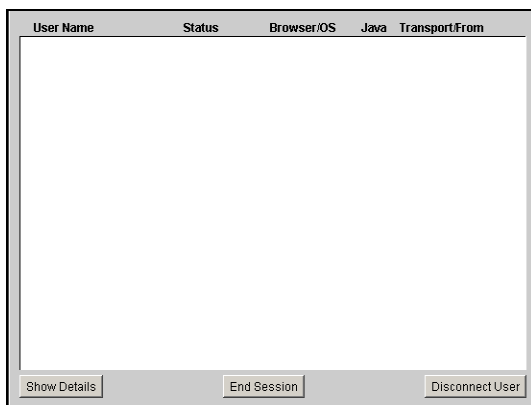 User Name Status Browser/OS Java Transport/From
Show Details End Session Disconnect User